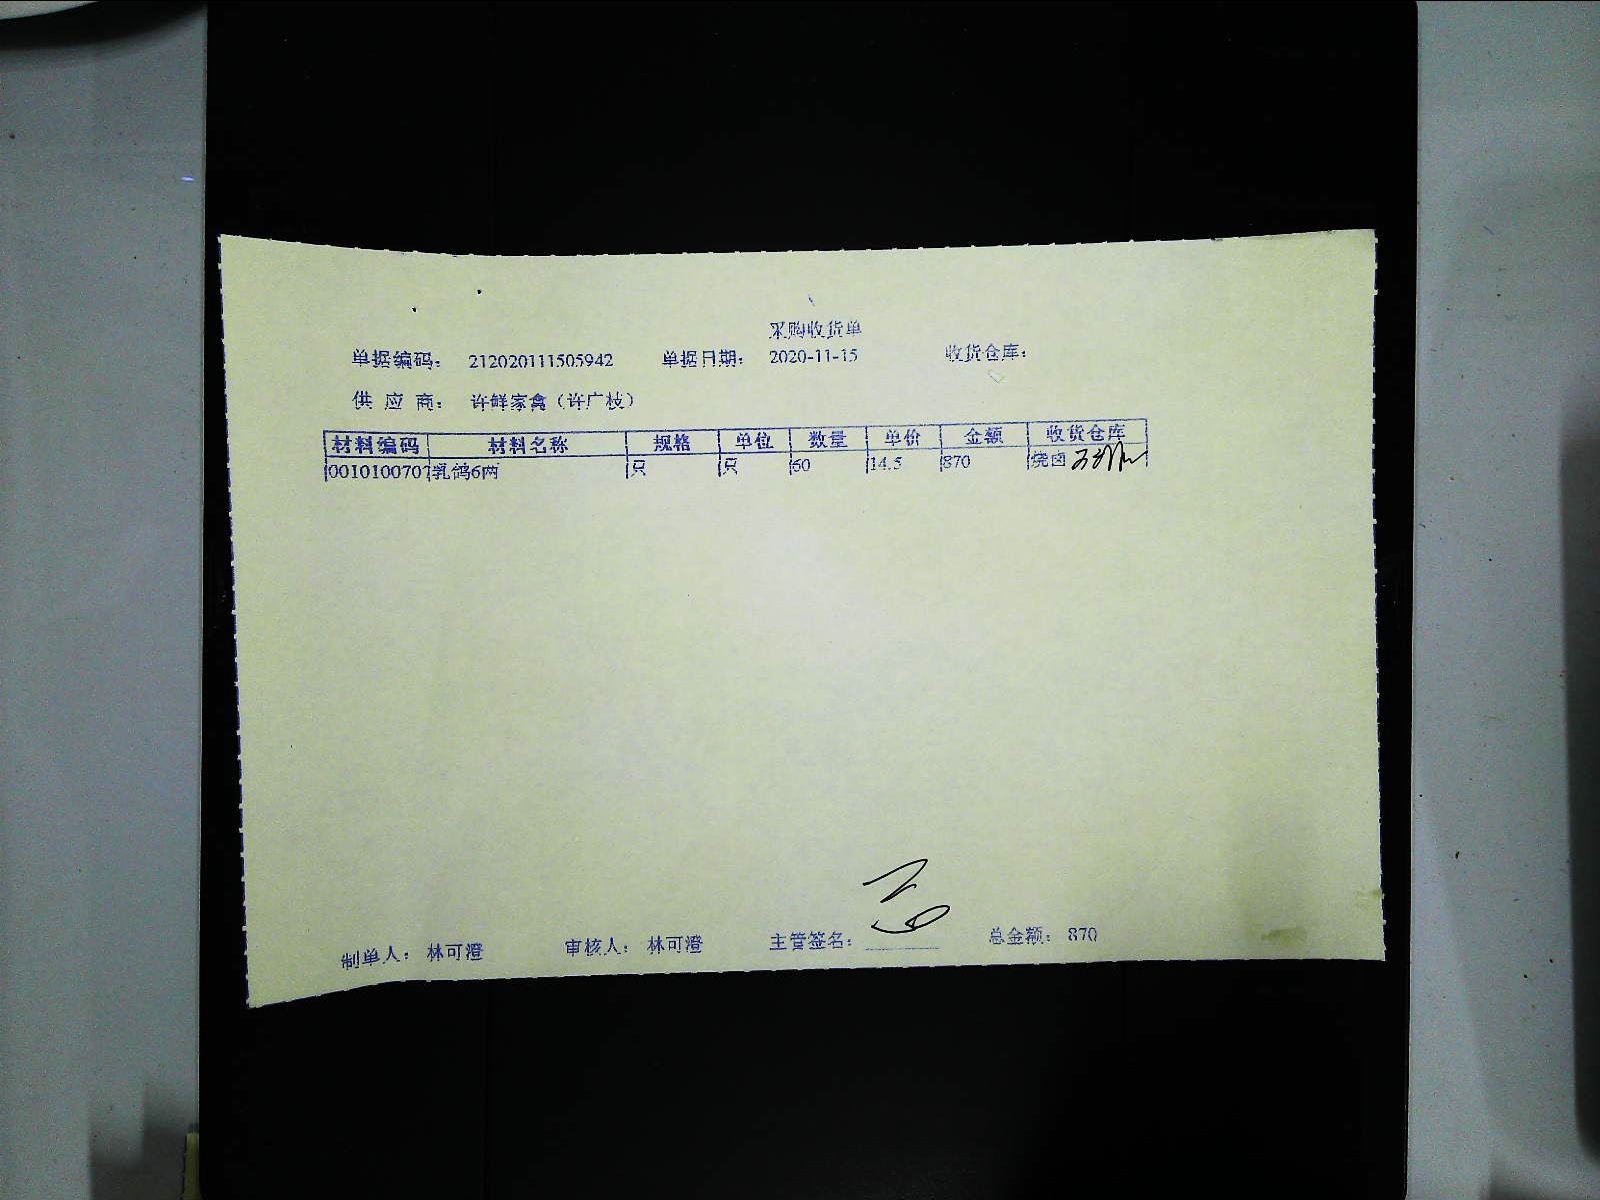 采购收货单
单据编码： 212020111505942 单据日期： 2020-11-15 收货仓库：
供 应 商： 许鲜家禽（许广枝）
材料编码 材料名称 规格 单位 数量 单价 金额 收货仓库
0010100707 乳鸽6两 只 只 60 14.5 870 烧卤
制单人： 林可澄 审核人： 林可澄 主管签名： 总金额： 870